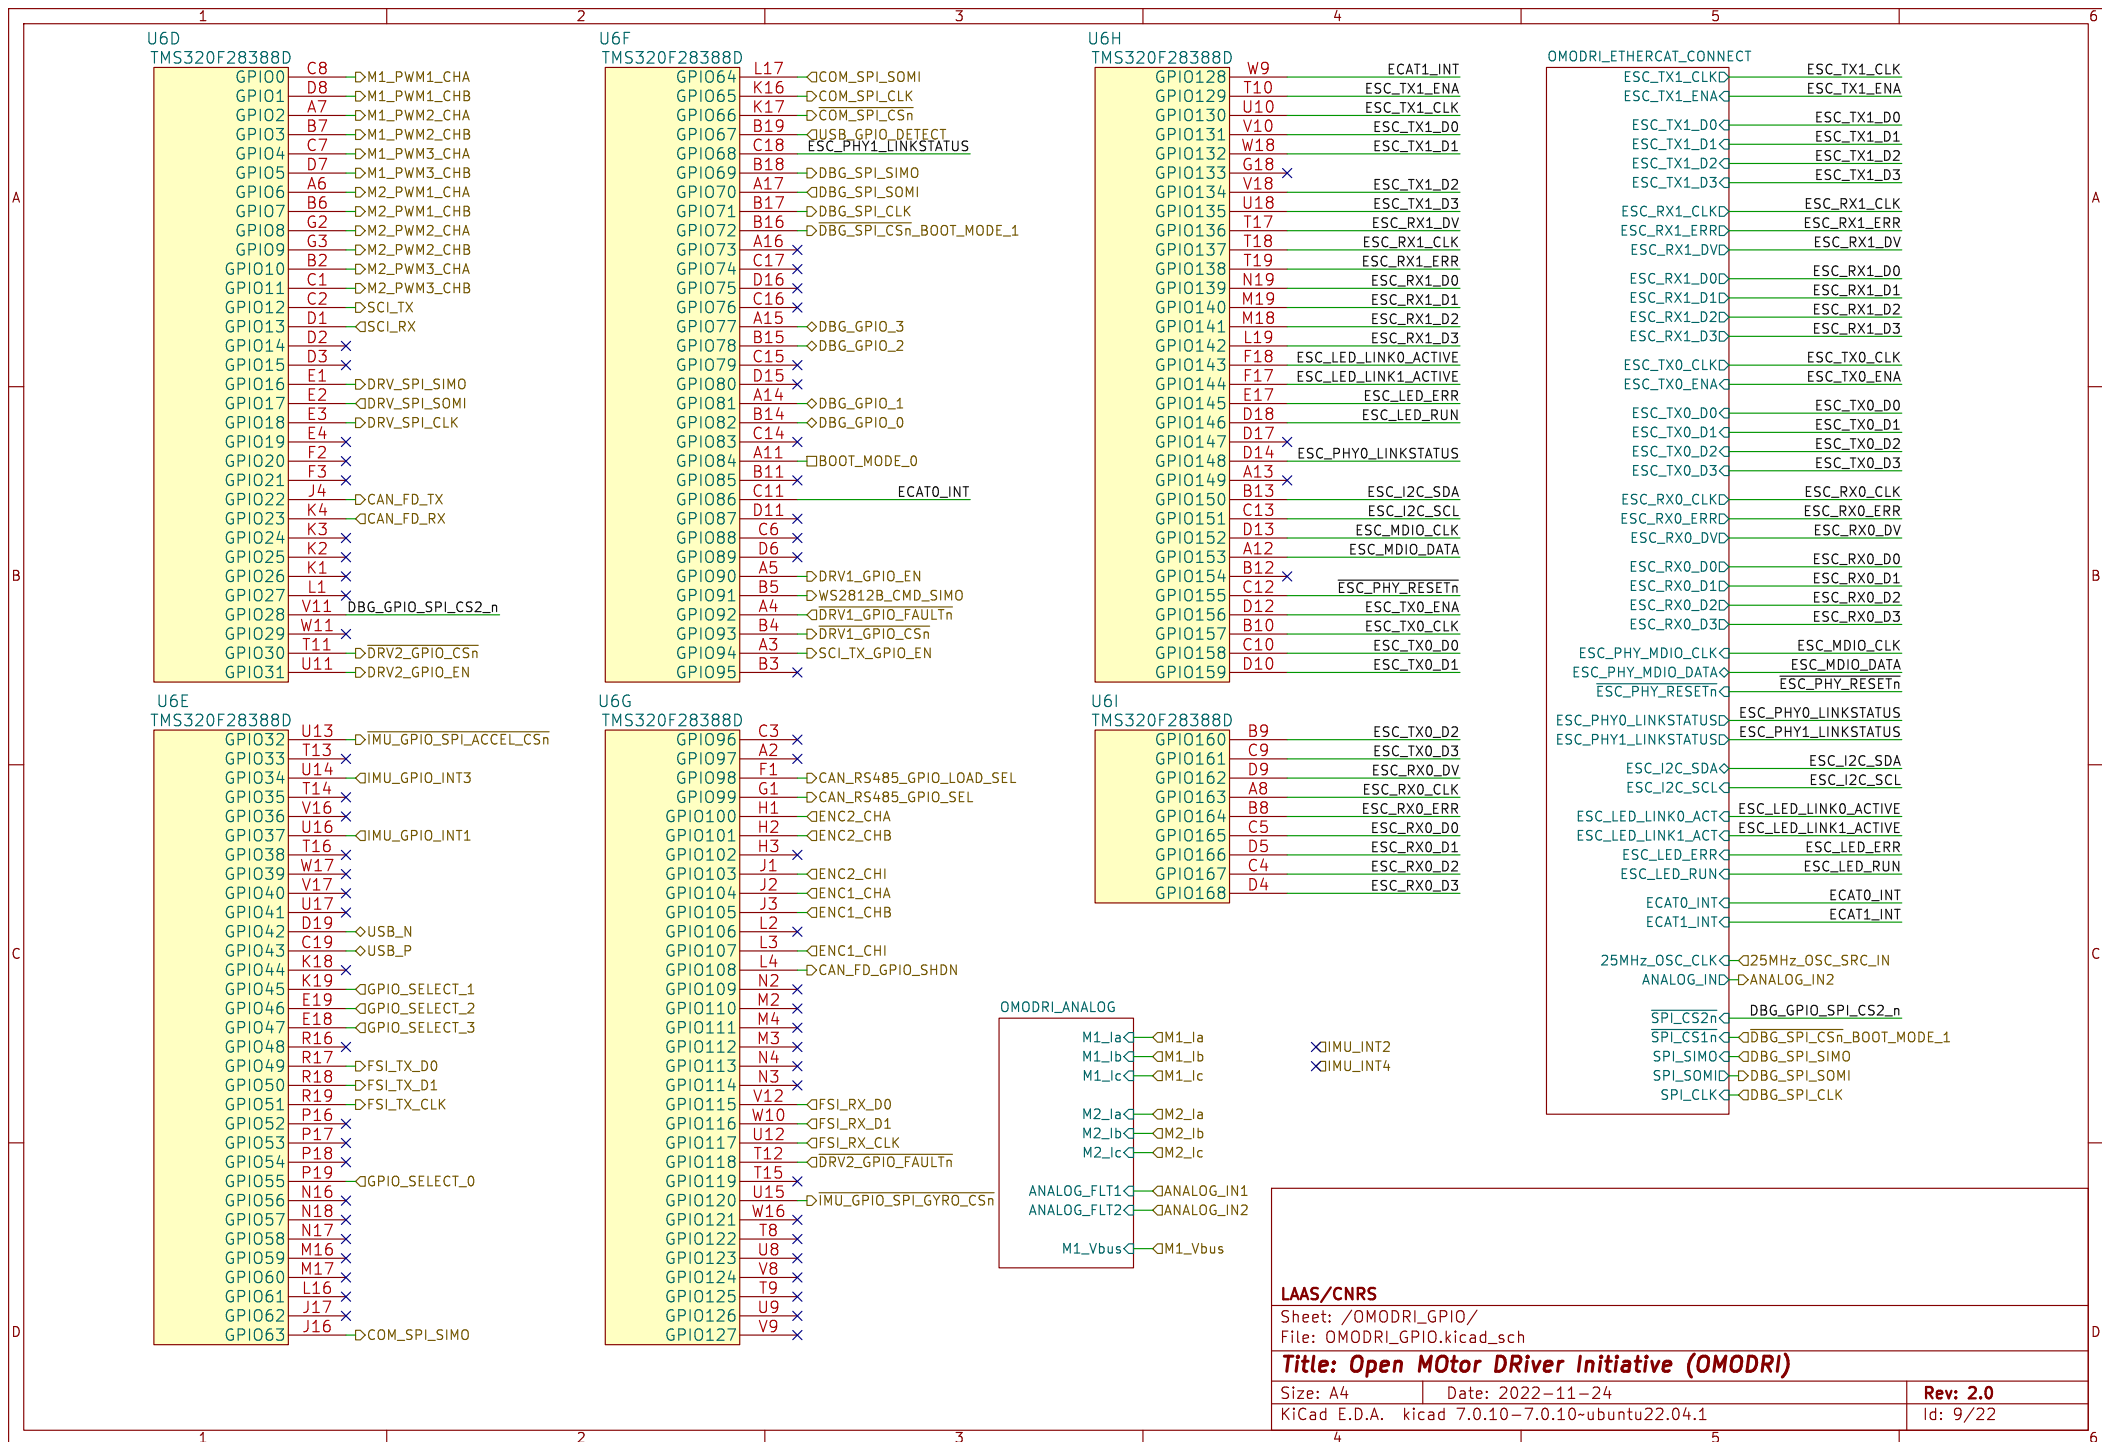 1 2 3 4 5 6
U6D
TMS320F28388D
GPIO0 C8 M1_PWM1_CHA
GPIO1 D8 M1_PWM1_CHB
GPIO2 A7 M1_PWM2_CHA
GPIO3 B7 M1_PWM2_CHB
GPIO4 C7 M1_PWM3_CHA
GPIO5 D7 M1_PWM3_CHB
GPIO6 A6 M2_PWM1_CHA
GPIO7 B6 M2_PWM1_CHB
GPIO8 G2 M2_PWM2_CHA
GPIO9 G3 M2_PWM2_CHB
GPIO10 B2 M2_PWM3_CHA
GPIO11 C1 M2_PWM3_CHB
GPIO12 C2 SCI_TX
GPIO13 D1 SCI_RX
GPIO14 D2
GPIO15 D3
GPIO16 E1 DRV_SPI_SIMO
GPIO17 E2 DRV_SPI_SOMI
GPIO18 E3 DRV_SPI_CLK
GPIO19 E4
GPIO20 F2
GPIO21 F3
GPIO22 J4 CAN_FD_TX
GPIO23 K4 CAN_FD_RX
GPIO24 K3
GPIO25 K2
GPIO26 K1
GPIO27 L1
GPIO28 V11 DBG_GPIO_SPI_CS2_n
GPIO29 W11
GPIO30 T11 DRV2_GPIO_CSn
GPIO31 U11 DRV2_GPIO_EN
U6E
TMS320F28388D
GPIO32 U13 IMU_GPIO_SPI_ACCEL_CSn
GPIO33 T13
GPIO34 U14 IMU_GPIO_INT3
GPIO35 T14
GPIO36 V16
GPIO37 U16 IMU_GPIO_INT1
GPIO38 T16
GPIO39 W17
GPIO40 V17
GPIO41 U17
GPIO42 D19 USB_N
GPIO43 C19 USB_P
GPIO44 K18
GPIO45 K19 GPIO_SELECT_1
GPIO46 E19 GPIO_SELECT_2
GPIO47 E18 GPIO_SELECT_3
GPIO48 R16
GPIO49 R17 FSI_TX_D0
GPIO50 R18 FSI_TX_D1
GPIO51 R19 FSI_TX_CLK
GPIO52 P16
GPIO53 P17
GPIO54 P18
GPIO55 P19 GPIO_SELECT_0
GPIO56 N16
GPIO57 N18
GPIO58 N17
GPIO59 M16
GPIO60 M17
GPIO61 L16
GPIO62 J17
GPIO63 J16 COM_SPI_SIMO
U6F
TMS320F28388D
GPIO64 L17 COM_SPI_SOMI
GPIO65 K16 COM_SPI_CLK
GPIO66 K17 COM_SPI_CSn
GPIO67 B19 USB_GPIO_DETECT
GPIO68 C18 ESC_PHY1_LINKSTATUS
GPIO69 B18 DBG_SPI_SIMO
GPIO70 A17 DBG_SPI_SOMI
GPIO71 B17 DBG_SPI_CLK
GPIO72 B16 DBG_SPI_CSn_BOOT_MODE_1
GPIO73 A16
GPIO74 C17
GPIO75 D16
GPIO76 C16
GPIO77 A15 DBG_GPIO_3
GPIO78 B15 DBG_GPIO_2
GPIO79 C15
GPIO80 D15
GPIO81 A14 DBG_GPIO_1
GPIO82 B14 DBG_GPIO_0
GPIO83 C14
GPIO84 A11 BOOT_MODE_0
GPIO85 B11
GPIO86 C11 ECAT0_INT
GPIO87 D11
GPIO88 C6
GPIO89 D6
GPIO90 A5 DRV1_GPIO_EN
GPIO91 B5 WS2812B_CMD_SIMO
GPIO92 A4 DRV1_GPIO_FAULTn
GPIO93 B4 DRV1_GPIO_CSn
GPIO94 A3 SCI_TX_GPIO_EN
GPIO95 B3
U6G
TMS320F28388D
GPIO96 C3
GPIO97 A2
GPIO98 F1 CAN_RS485_GPIO_LOAD_SEL
GPIO99 G1 CAN_RS485_GPIO_SEL
GPIO100 H1 ENC2_CHA
GPIO101 H2 ENC2_CHB
GPIO102 H3
GPIO103 J1 ENC2_CHI
GPIO104 J2 ENC1_CHA
GPIO105 J3 ENC1_CHB
GPIO106 L2
GPIO107 L3 ENC1_CHI
GPIO108 L4 CAN_FD_GPIO_SHDN
GPIO109 N2
GPIO110 M2
GPIO111 M4
GPIO112 M3
GPIO113 N4
GPIO114 N3
GPIO115 V12 FSI_RX_D0
GPIO116 W10 FSI_RX_D1
GPIO117 U12 FSI_RX_CLK
GPIO118 T12 DRV2_GPIO_FAULTn
GPIO119 T15
GPIO120 U15 IMU_GPIO_SPI_GYRO_CSn
GPIO121 W16
GPIO122 T8
GPIO123 U8
GPIO124 V8
GPIO125 T9
GPIO126 U9
GPIO127 V9
U6H
TMS320F28388D
GPIO128 W9 ECAT1_INT
GPIO129 T10 ESC_TX1_ENA
GPIO130 U10 ESC_TX1_CLK
GPIO131 V10 ESC_TX1_D0
GPIO132 W18 ESC_TX1_D1
GPIO133 G18
GPIO134 V18 ESC_TX1_D2
GPIO135 U18 ESC_TX1_D3
GPIO136 T17 ESC_RX1_DV
GPIO137 T18 ESC_RX1_CLK
GPIO138 T19 ESC_RX1_ERR
GPIO139 N19 ESC_RX1_D0
GPIO140 M19 ESC_RX1_D1
GPIO141 M18 ESC_RX1_D2
GPIO142 L19 ESC_RX1_D3
GPIO143 F18 ESC_LED_LINK0_ACTIVE
GPIO144 F17 ESC_LED_LINK1_ACTIVE
GPIO145 E17 ESC_LED_ERR
GPIO146 D18 ESC_LED_RUN
GPIO147 D17
GPIO148 D14 ESC_PHY0_LINKSTATUS
GPIO149 A13
GPIO150 B13 ESC_I2C_SDA
GPIO151 C13 ESC_I2C_SCL
GPIO152 D13 ESC_MDIO_CLK
GPIO153 A12 ESC_MDIO_DATA
GPIO154 B12
GPIO155 C12 ESC_PHY_RESETn
GPIO156 D12 ESC_TX0_ENA
GPIO157 B10 ESC_TX0_CLK
GPIO158 C10 ESC_TX0_D0
GPIO159 D10 ESC_TX0_D1
U6I
TMS320F28388D
GPIO160 B9 ESC_TX0_D2
GPIO161 C9 ESC_TX0_D3
GPIO162 D9 ESC_RX0_DV
GPIO163 A8 ESC_RX0_CLK
GPIO164 B8 ESC_RX0_ERR
GPIO165 C5 ESC_RX0_D0
GPIO166 D5 ESC_RX0_D1
GPIO167 C4 ESC_RX0_D2
GPIO168 D4 ESC_RX0_D3
OMODRI_ANALOG
M1_Ia M1_Ia
M1_Ib M1_Ib
M1_Ic M1_Ic
M2_Ia M2_Ia
M2_Ib M2_Ib
M2_Ic M2_Ic
ANALOG_FLT1 ANALOG_IN1
ANALOG_FLT2 ANALOG_IN2
M1_Vbus M1_Vbus
IMU_INT2
IMU_INT4
OMODRI_ETHERCAT_CONNECT
ESC_TX1_CLK ESC_TX1_CLK
ESC_TX1_ENA ESC_TX1_ENA
ESC_TX1_D0 ESC_TX1_D0
ESC_TX1_D1 ESC_TX1_D1
ESC_TX1_D2 ESC_TX1_D2
ESC_TX1_D3 ESC_TX1_D3
ESC_RX1_CLK ESC_RX1_CLK
ESC_RX1_ERR ESC_RX1_ERR
ESC_RX1_DV ESC_RX1_DV
ESC_RX1_D0 ESC_RX1_D0
ESC_RX1_D1 ESC_RX1_D1
ESC_RX1_D2 ESC_RX1_D2
ESC_RX1_D3 ESC_RX1_D3
ESC_TX0_CLK ESC_TX0_CLK
ESC_TX0_ENA ESC_TX0_ENA
ESC_TX0_D0 ESC_TX0_D0
ESC_TX0_D1 ESC_TX0_D1
ESC_TX0_D2 ESC_TX0_D2
ESC_TX0_D3 ESC_TX0_D3
ESC_RX0_CLK ESC_RX0_CLK
ESC_RX0_ERR ESC_RX0_ERR
ESC_RX0_DV ESC_RX0_DV
ESC_RX0_D0 ESC_RX0_D0
ESC_RX0_D1 ESC_RX0_D1
ESC_RX0_D2 ESC_RX0_D2
ESC_RX0_D3 ESC_RX0_D3
ESC_PHY_MDIO_CLK ESC_MDIO_CLK
ESC_PHY_MDIO_DATA ESC_MDIO_DATA
ESC_PHY_RESETn ESC_PHY_RESETn
ESC_PHY0_LINKSTATUS ESC_PHY0_LINKSTATUS
ESC_PHY1_LINKSTATUS ESC_PHY1_LINKSTATUS
ESC_I2C_SDA ESC_I2C_SDA
ESC_I2C_SCL ESC_I2C_SCL
ESC_LED_LINK0_ACT ESC_LED_LINK0_ACTIVE
ESC_LED_LINK1_ACT ESC_LED_LINK1_ACTIVE
ESC_LED_ERR ESC_LED_ERR
ESC_LED_RUN ESC_LED_RUN
ECAT0_INT ECAT0_INT
ECAT1_INT ECAT1_INT
25MHz_OSC_CLK 25MHz_OSC_SRC_IN
ANALOG_IN ANALOG_IN2
SPI_CS2n DBG_GPIO_SPI_CS2_n
SPI_CS1n DBG_SPI_CSn_BOOT_MODE_1
SPI_SIMO DBG_SPI_SIMO
SPI_SOMI DBG_SPI_SOMI
SPI_CLK DBG_SPI_CLK
A A
B B
C C
D D
LAAS/CNRS
Sheet: /OMODRI_GPIO/
File: OMODRI_GPIO.kicad_sch
Title: Open MOtor DRiver Initiative (OMODRI)
Size: A4 Date: 2022-11-24 Rev: 2.0
KiCad E.D.A. kicad 7.0.10-7.0.10~ubuntu22.04.1 Id: 9/22
1 2 3 4 5 6